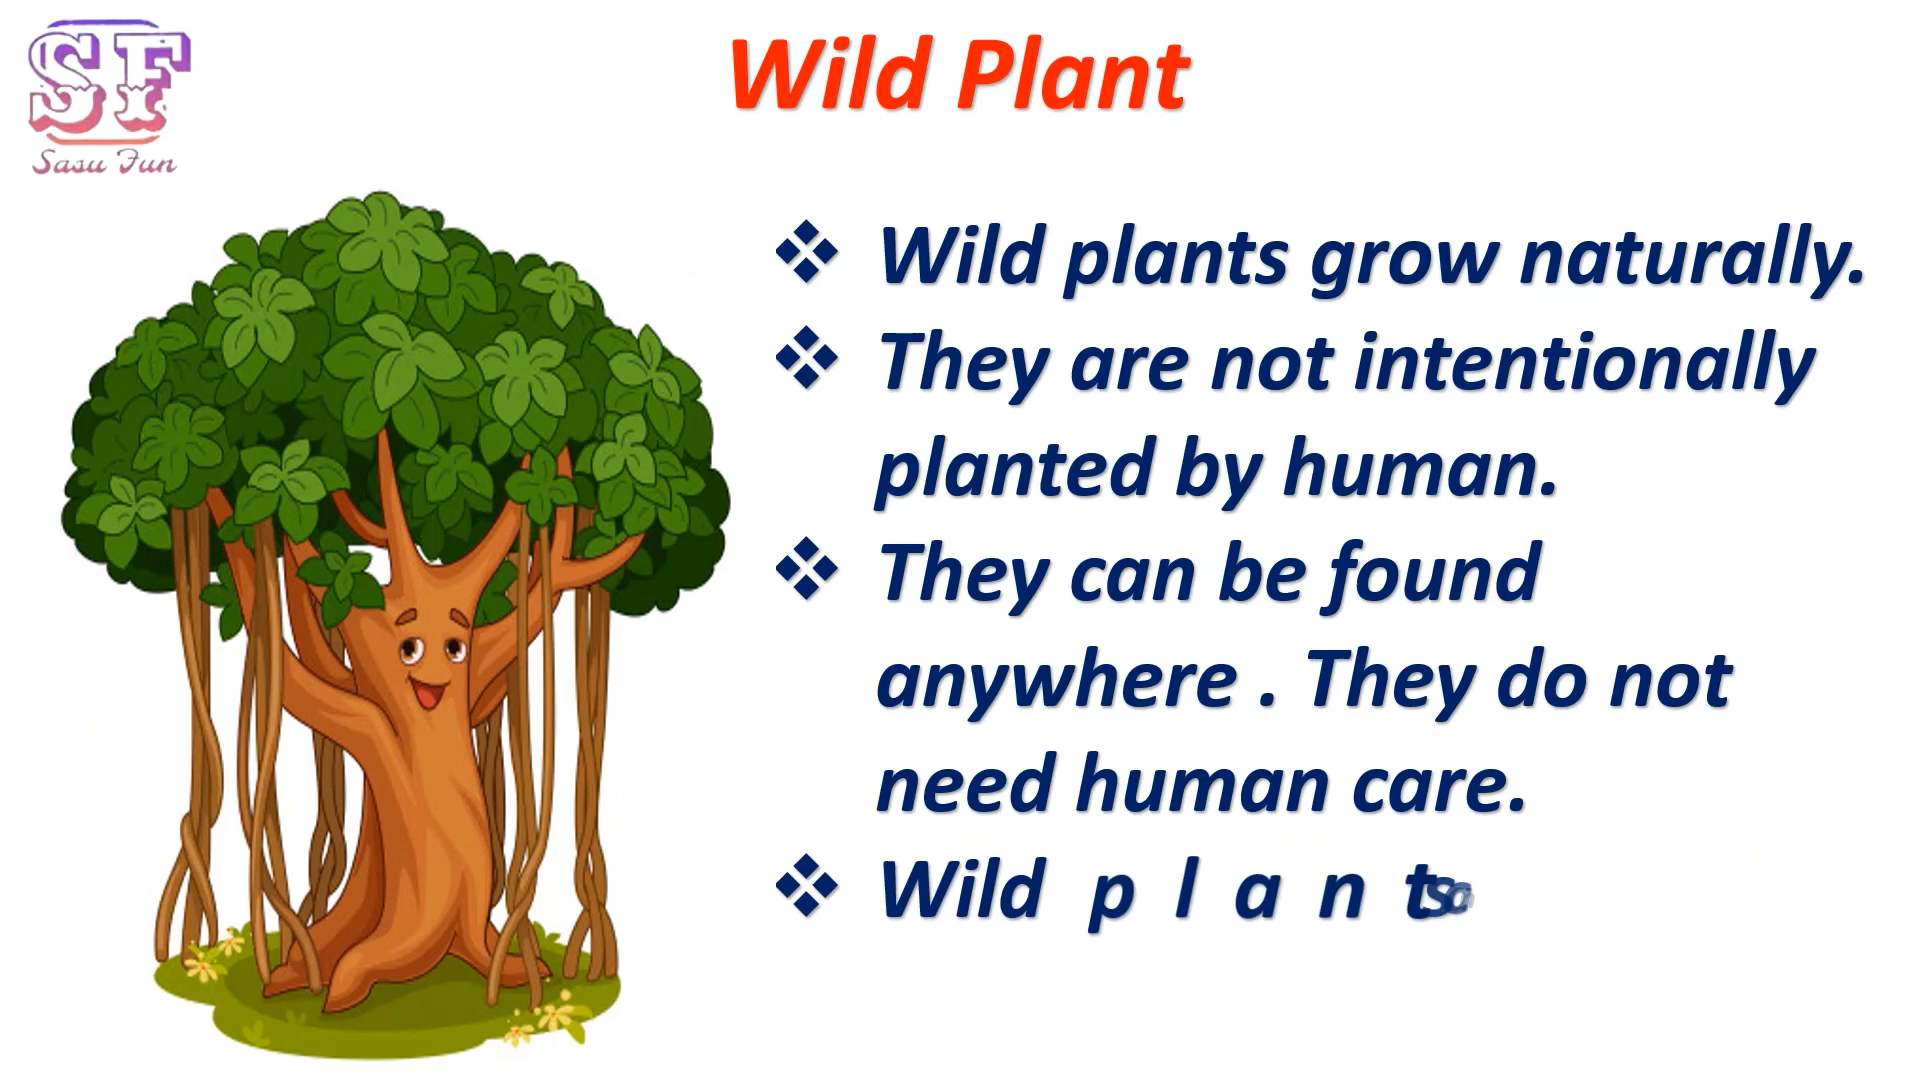 SF
Sasu Fun
Wild Plant
❖ Wild plants grow naturally.
❖ They are not intentionally
planted by human.
❖ They can be found
anywhere . They do not
need human care.
❖ Wild p l a n t s